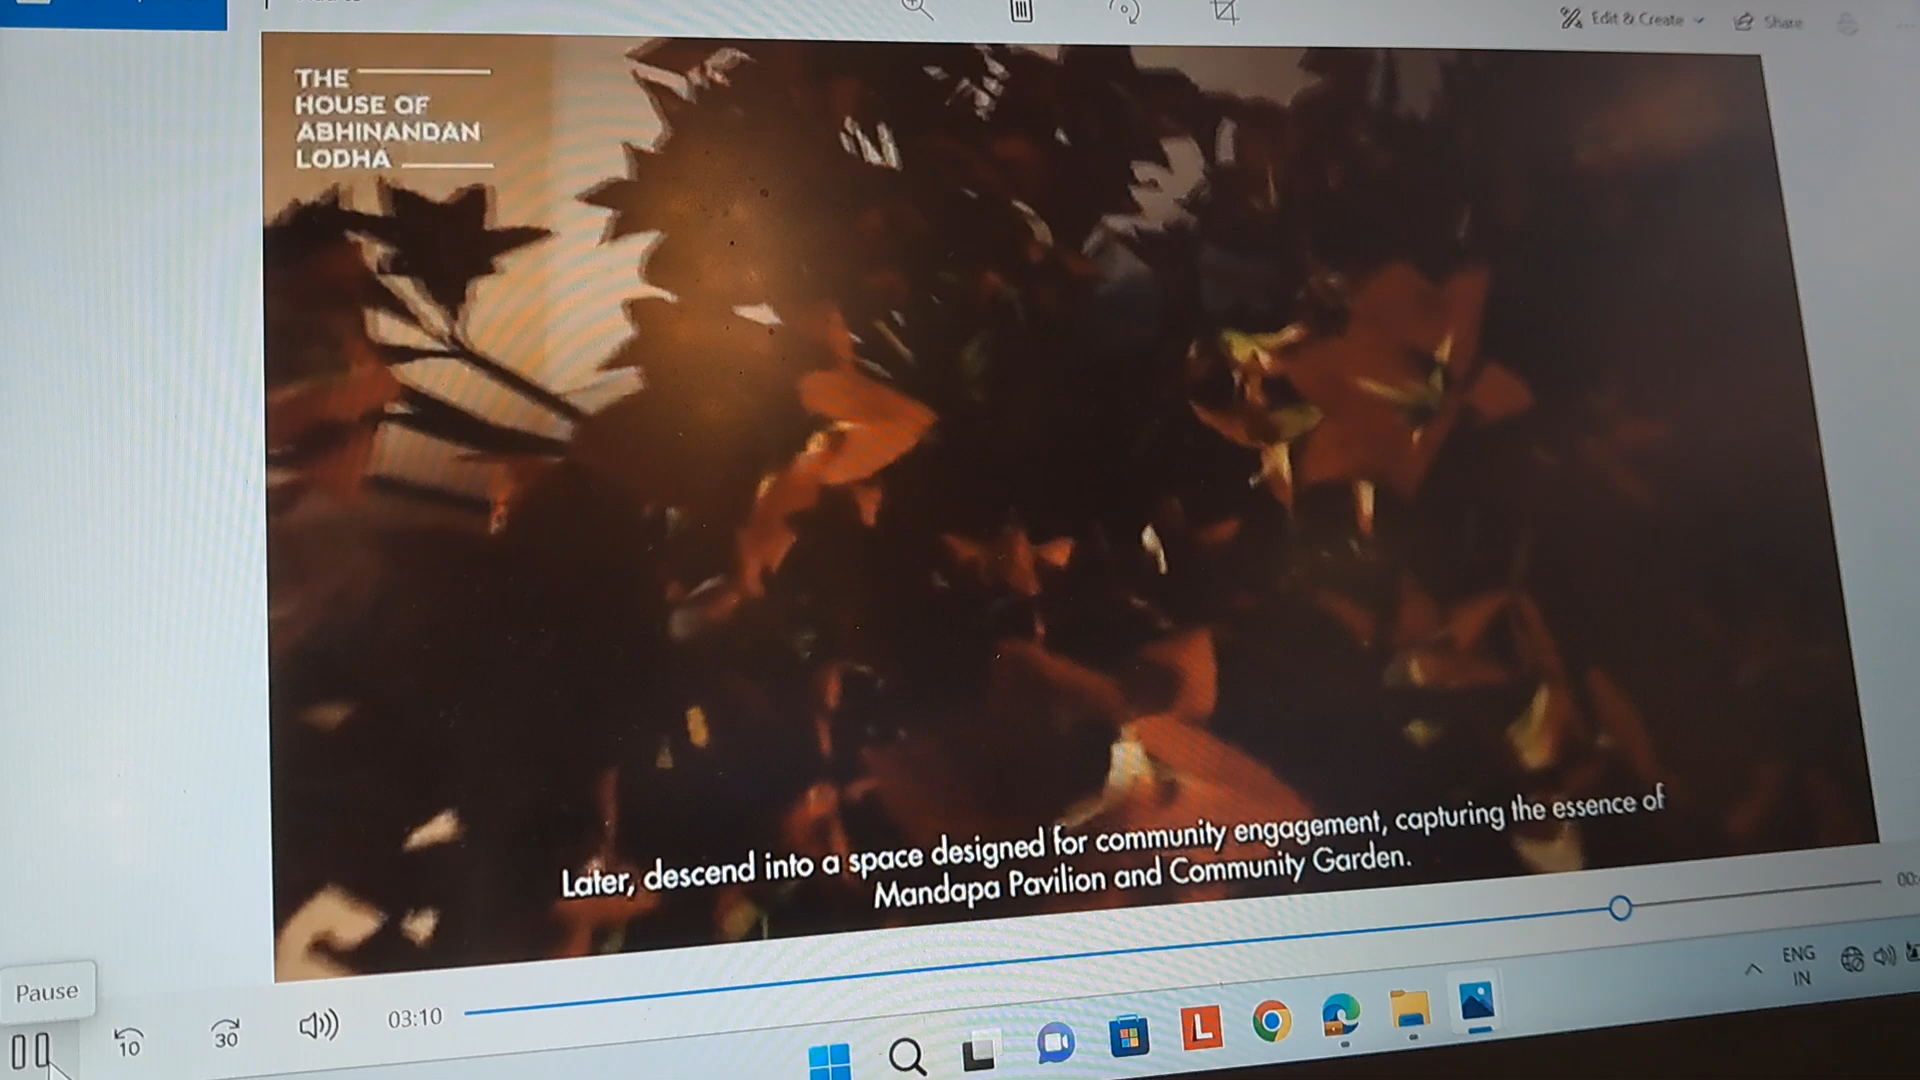 Edit & Create
Share
THE
HOUSE OF
ABHINANDAN
LODHA
Later, descend into a space designed for community engagement, capturing the essence of
Mandapa Pavilion and Community Garden.
Pause
10
30
03:10
00:
L
ENG
IN